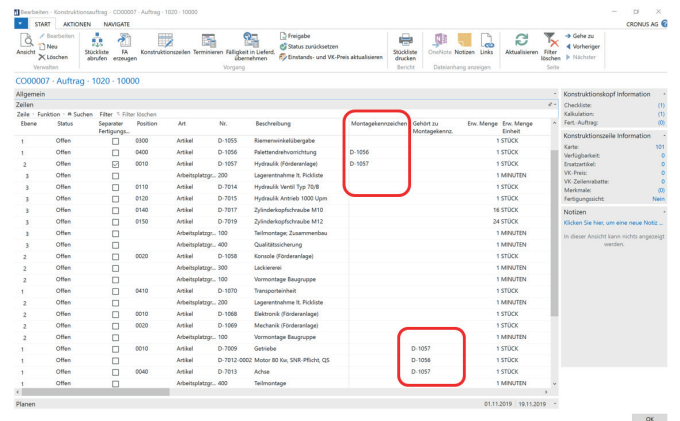 Bearbeiten - Konstruktionsauftrag - CO00007 - Auftrag · 1020 · 10000
START AKTIONEN NAVIGATE CRONUS AG
Ansicht Bearbeiten Neu Löschen
Verwalten
Stückliste abrufen FA erzeugen Konstruktionszeilen Terminieren Fälligkeit in Lieferd. übernehmen Freigabe Status zurücksetzen Einstands- und VK-Preis aktualisieren
Vorgang
Stückliste drucken
Bericht
OneNote Notizen Links
Dateianhang anzeigen
Aktualisieren Filter löschen Gehe zu Vorheriger Nächster
Seite
CO00007 · Auftrag · 1020 · 10000
Allgemein
Zeilen
Zeile Funktion Suchen Filter Filter löschen
Ebene Status Separater Fertigungs... Position Art Nr. Beschreibung Montagekennzeichen Gehört zu Montagekennz. Erw. Menge Erw. Menge Einheit
1 Offen 0300 Artikel D-1055 Riemenwinkelübergabe 1 STÜCK
1 Offen 0400 Artikel D-1056 Palettendrehvorrichtung D-1056 1 STÜCK
2 Offen 0010 Artikel D-1057 Hydraulik (Förderanlage) D-1057 1 STÜCK
3 Offen Arbeitsplatzgr... 200 Lagerentnahme lt. Pickliste 1 MINUTEN
3 Offen 0110 Artikel D-7014 Hydraulik Ventil Typ 70/8 1 STÜCK
3 Offen 0120 Artikel D-7015 Hydraulik Antrieb 1000 Upm 1 STÜCK
3 Offen 0140 Artikel D-7017 Zylinderkopfschraube M10 16 STÜCK
3 Offen 0150 Artikel D-7019 Zylinderkopfschraube M12 24 STÜCK
3 Offen Arbeitsplatzgr... 100 Teilmontage; Zusammenbau 1 MINUTEN
3 Offen Arbeitsplatzgr... 400 Qualitätssicherung 1 MINUTEN
2 Offen 0020 Artikel D-1058 Konsole (Förderanlage) 1 STÜCK
2 Offen Arbeitsplatzgr... 300 Lackiererei 1 MINUTEN
2 Offen Arbeitsplatzgr... 100 Vormontage Baugruppe 1 MINUTEN
1 Offen 0410 Artikel D-1070 Transporteinheit 1 STÜCK
2 Offen Arbeitsplatzgr... 200 Lagerentnahme lt. Pickliste 1 MINUTEN
2 Offen 0010 Artikel D-1068 Elektronik (Förderanlage) 1 STÜCK
2 Offen 0020 Artikel D-1069 Mechanik (Förderanlage) 1 STÜCK
2 Offen Arbeitsplatzgr... 100 Vormontage Baugruppe 1 MINUTEN
1 Offen 0010 Artikel D-7009 Getriebe D-1057 1 STÜCK
1 Offen Artikel D-7012-0002 Motor 80 Kw, SNR-Pflicht, QS D-1056 1 STÜCK
1 Offen 0040 Artikel D-7013 Achse D-1057 1 STÜCK
1 Offen Arbeitsplatzgr... 400 Teilmontage 1 MINUTEN
Planen 01.11.2019 19.11.2019
Konstruktionskopf Information
Checkliste: (1)
Kalkulation: (1)
Fert.-Auftrag: (0)
Konstruktionszeile Information
Karte: 101
Verfügbarkeit: 0
Ersatzartikel: 0
VK-Preis: 0
VK-Zeilenrabatte: 0
Merkmale: (0)
Fertigungssicht: Nein
Notizen
Klicken Sie hier, um eine neue Notiz ...
In dieser Ansicht kann nichts angezeigt
werden.
OK